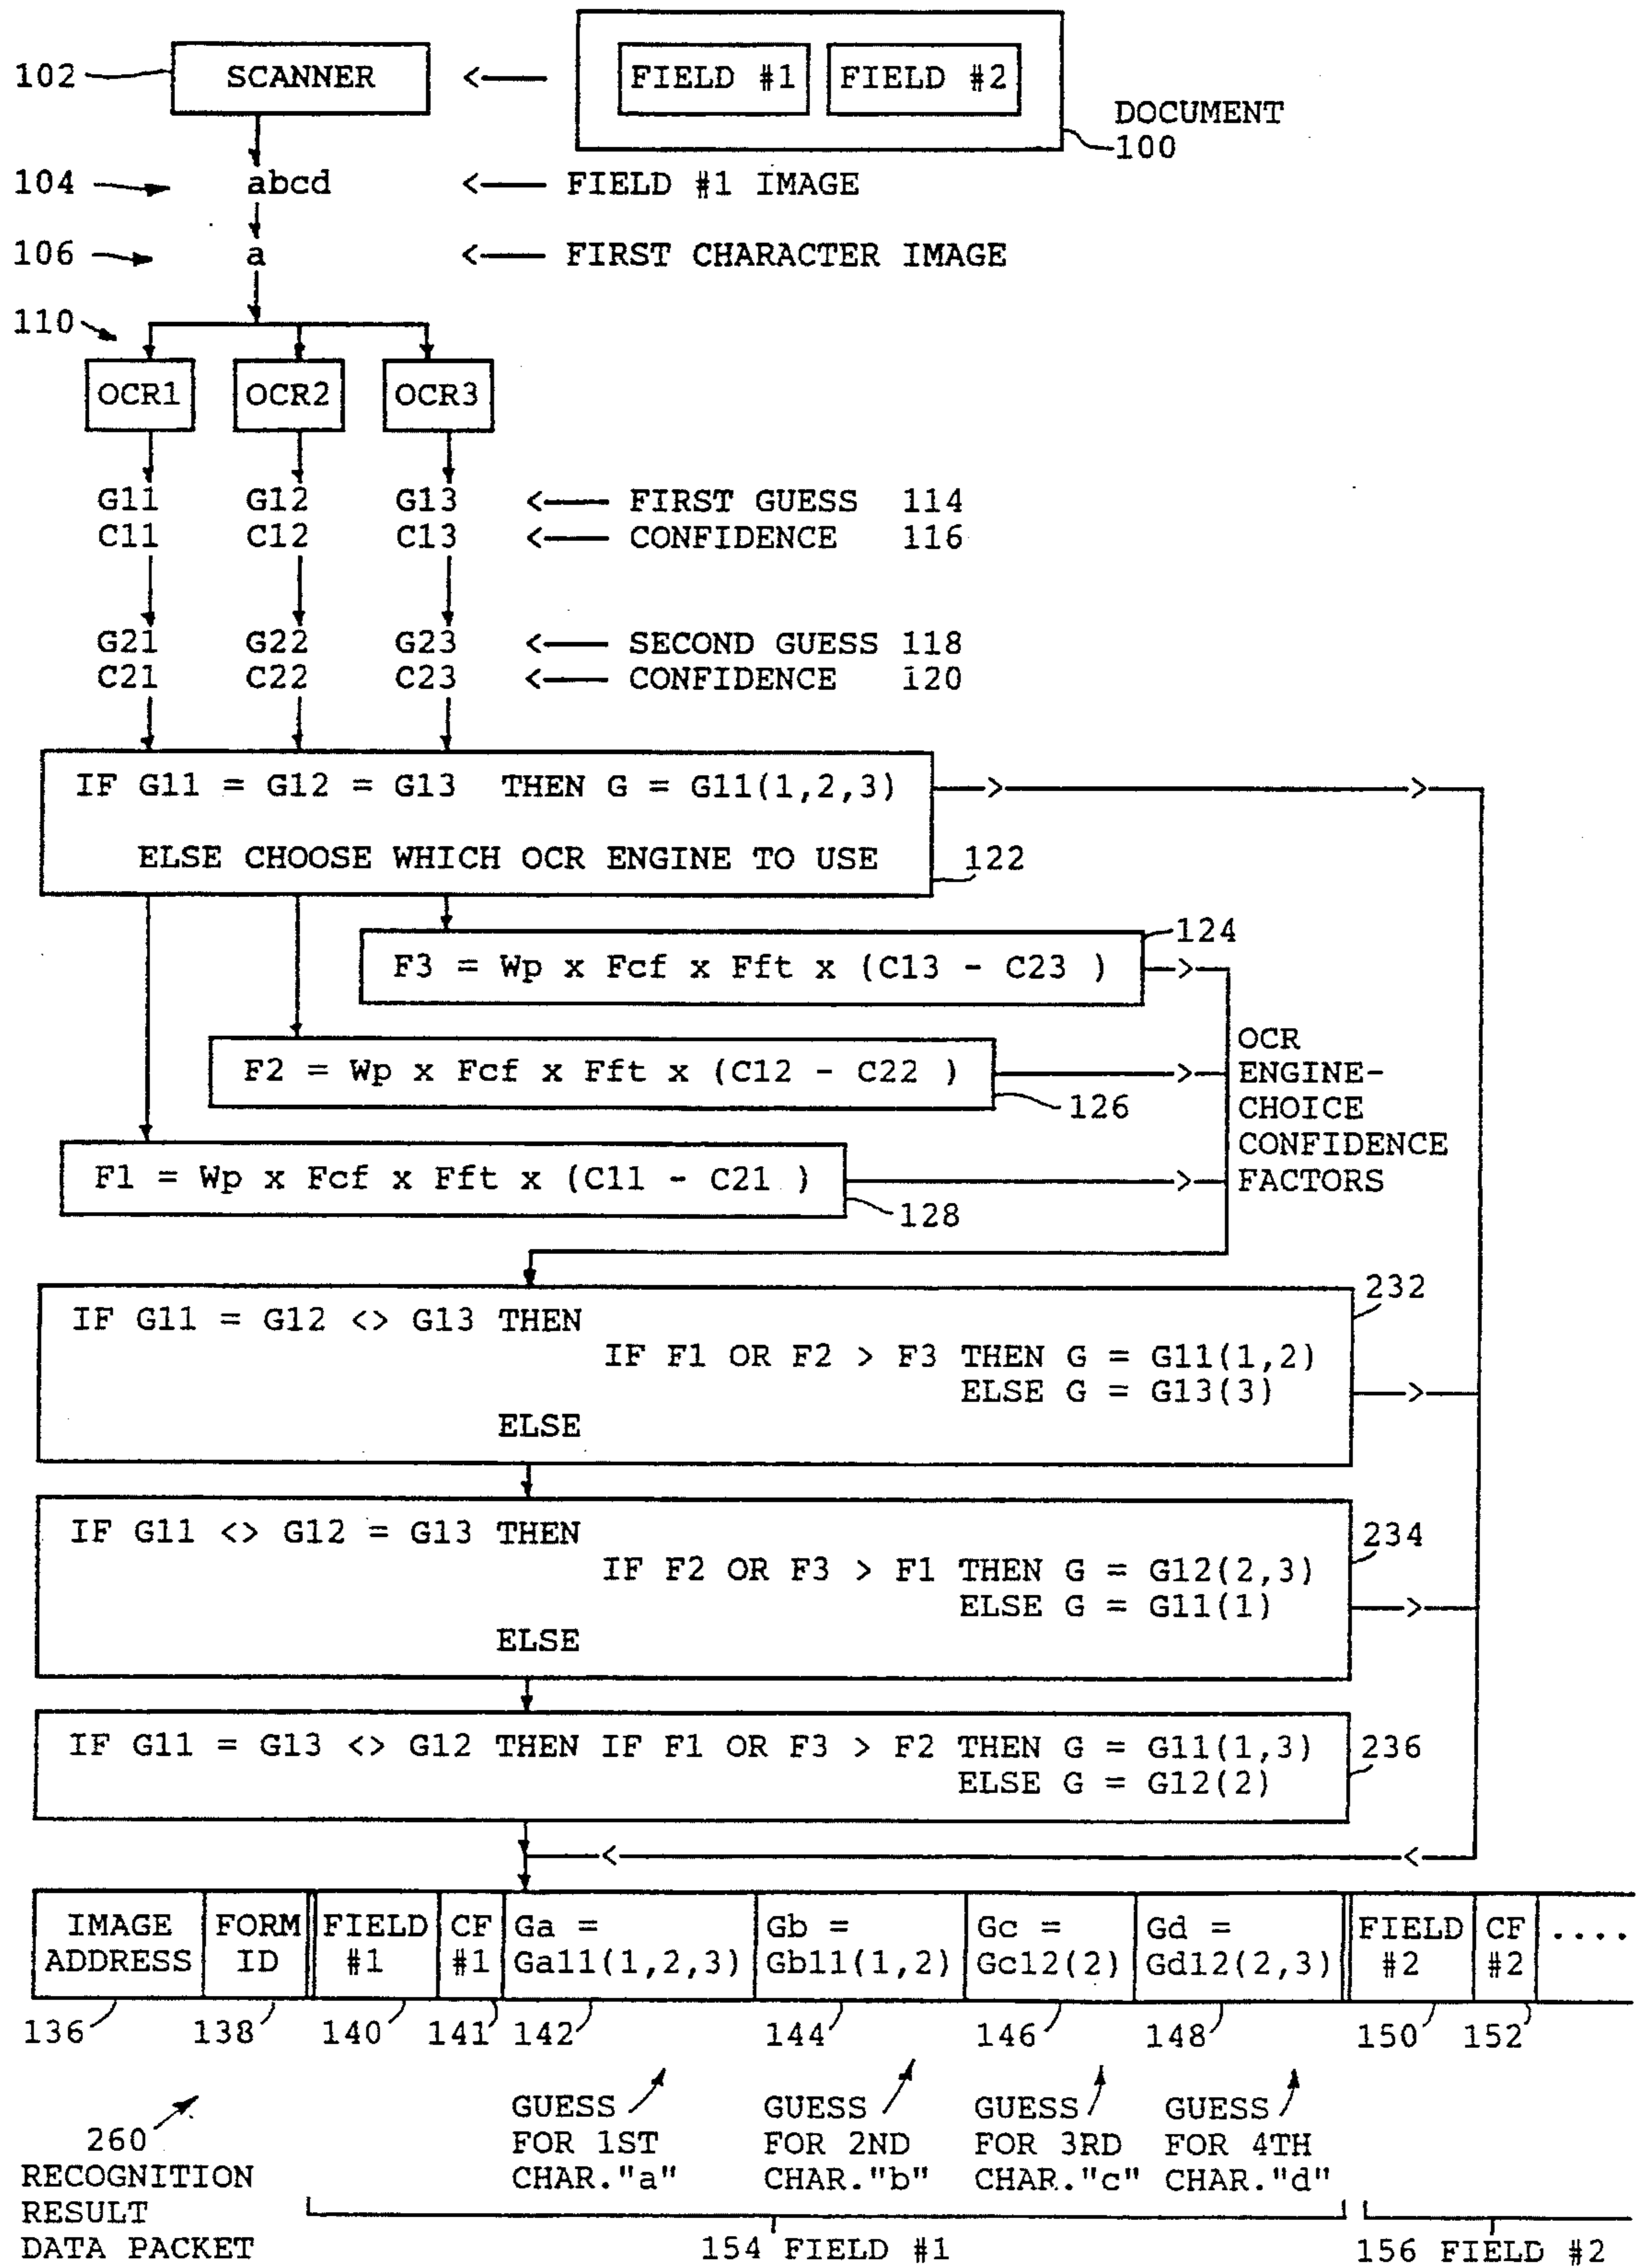 102 SCANNER <— FIELD #1 FIELD #2
DOCUMENT
100
104 abcd <— FIELD #1 IMAGE
106 a <— FIRST CHARACTER IMAGE
110
OCR1 OCR2 OCR3
G11 G12 G13 <— FIRST GUESS 114
C11 C12 C13 <— CONFIDENCE 116
G21 G22 G23 <— SECOND GUESS 118
C21 C22 C23 <— CONFIDENCE 120
IF G11 = G12 = G13 THEN G = G11(1,2,3)
ELSE CHOOSE WHICH OCR ENGINE TO USE 122
124
F3 = Wp x Fcf x Fft x (C13 - C23 )
F2 = Wp x Fcf x Fft x (C12 - C22 )
126
F1 = Wp x Fcf x Fft x (C11 - C21 )
128
OCR
ENGINE-
CHOICE
CONFIDENCE
FACTORS
232
IF G11 = G12 <> G13 THEN
IF F1 OR F2 > F3 THEN G = G11(1,2)
ELSE G = G13(3)
ELSE
IF G11 <> G12 = G13 THEN 234
IF F2 OR F3 > F1 THEN G = G12(2,3)
ELSE G = G11(1)
ELSE
IF G11 = G13 <> G12 THEN IF F1 OR F3 > F2 THEN G = G11(1,3) 236
ELSE G = G12(2)
IMAGE FORM FIELD CF Ga = Gb = Gc = Gd = FIELD CF ....
ADDRESS ID #1 #1 Ga11(1,2,3) Gb11(1,2) Gc12(2) Gd12(2,3) #2 #2
136 138 140 141 142 144 146 148 150 152
GUESS GUESS GUESS GUESS
FOR 1ST FOR 2ND FOR 3RD FOR 4TH
CHAR."a" CHAR."b" CHAR."c" CHAR."d"
260
RECOGNITION
RESULT
DATA PACKET
154 FIELD #1 156 FIELD #2